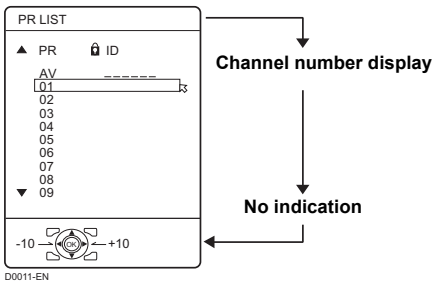 PR LIST
PR ID
AV _ _ _ _ _ _
01
02
03
04
05
06
07
08
09
-10 OK +10
D0011-EN
Channel number display
No indication